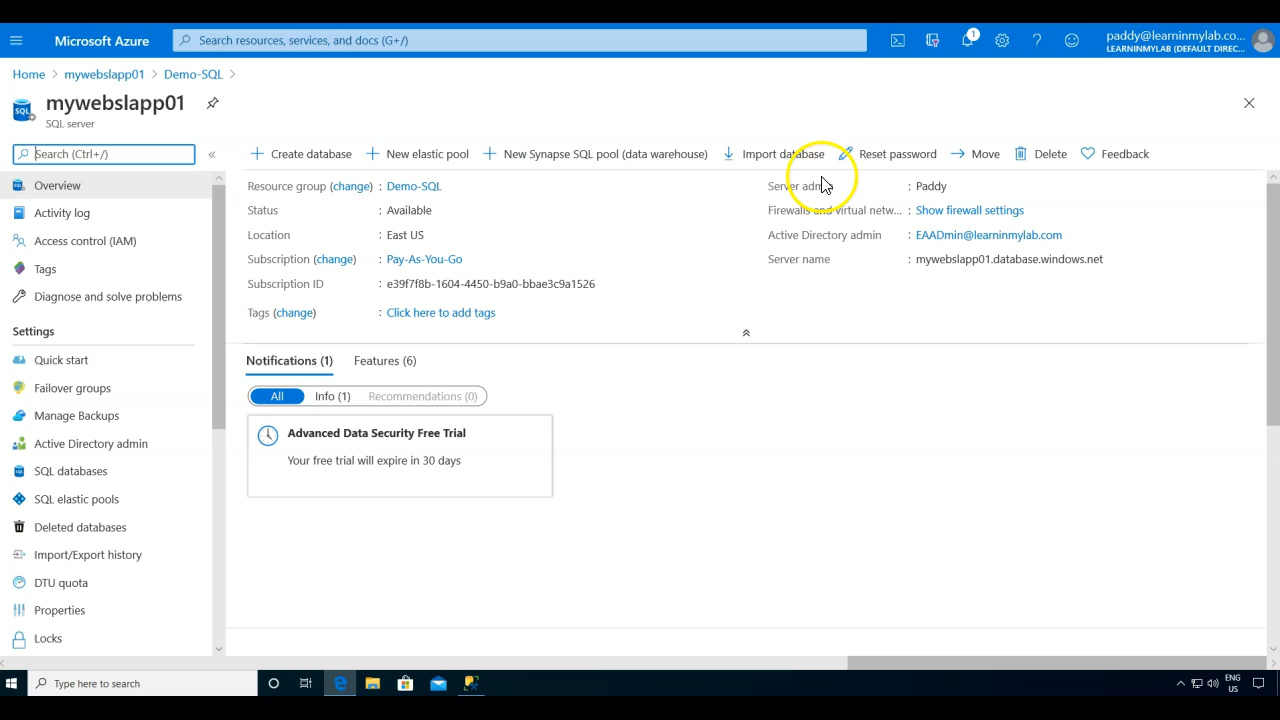 Microsoft Azure
Search resources, services, and docs (G+/)
1
paddy@learninmylab.co...
LEARNINMYLAB (DEFAULT DIREC...
Home > mywebslapp01 > Demo-SQL >
SQL
mywebslapp01
SQL server
Search (Ctrl+/)
«
Create database
New elastic pool
New Synapse SQL pool (data warehouse)
Import database
Reset password
Move
Delete
Feedback
Overview
Activity log
Access control (IAM)
Tags
Diagnose and solve problems
Settings
Quick start
Failover groups
Manage Backups
Active Directory admin
SQL databases
SQL elastic pools
Deleted databases
Import/Export history
DTU quota
Properties
Locks
Resource group (change) : Demo-SQL
Status : Available
Location : East US
Subscription (change) : Pay-As-You-Go
Subscription ID : e39f7f8b-1604-4450-b9a0-bbae3c9a1526
Tags (change) : Click here to add tags
Server admin : Paddy
Firewalls and virtual netw... : Show firewall settings
Active Directory admin : EAADmin@learninmylab.com
Server name : mywebslapp01.database.windows.net
Notifications (1)
Features (6)
All
Info (1)
Recommendations (0)
Advanced Data Security Free Trial
Your free trial will expire in 30 days
Type here to search
ENG
US